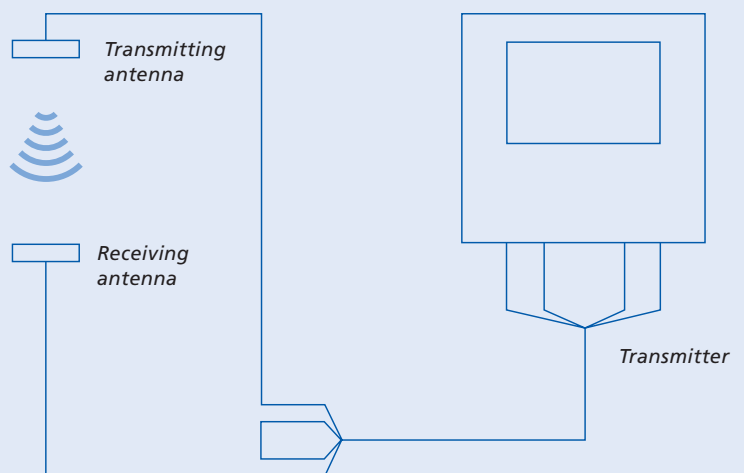 Transmitting
antenna
Receiving
antenna
Transmitter